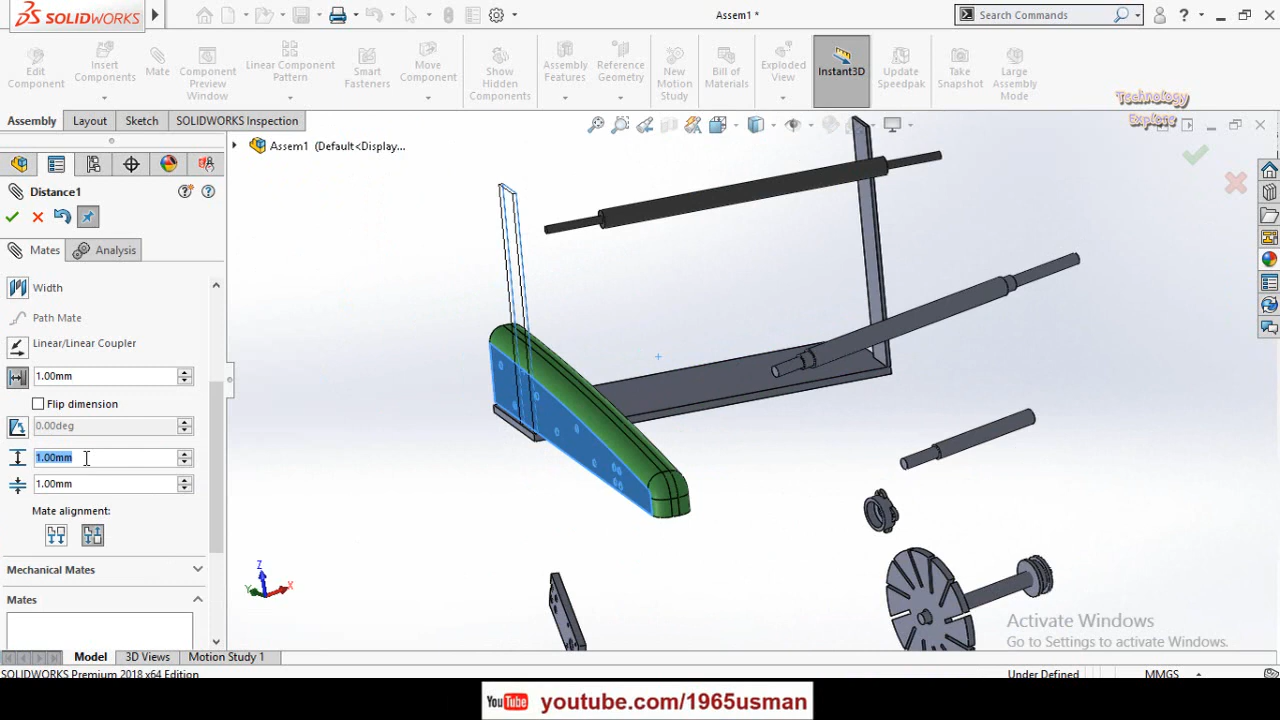 SOLIDWORKS
Assem1 *
Search Commands
?
Edit
Component
Insert
Components
Mate
Component
Preview
Window
Linear Component
Pattern
Smart
Fasteners
Move
Component
Show
Hidden
Components
Assembly
Features
Reference
Geometry
New
Motion
Study
Bill of
Materials
Exploded
View
Instant3D
Update
Speedpak
Take
Snapshot
Large
Assembly
Mode
Technology
Explore
Assembly
Layout
Sketch
SOLIDWORKS Inspection
Assem1 (Default<Display...
Distance1
Mates
Analysis
Width
Path Mate
Linear/Linear Coupler
1.00mm
Flip dimension
0.00deg
1.00mm
1.00mm
Mate alignment:
Mechanical Mates
Mates
Z
Y
X
Activate Windows
Go to Settings to activate Windows.
Model
3D Views
Motion Study 1
SOLIDWORKS Premium 2018 x64 Edition
Under Defined
MMGS
YouTube youtube.com/1965usman